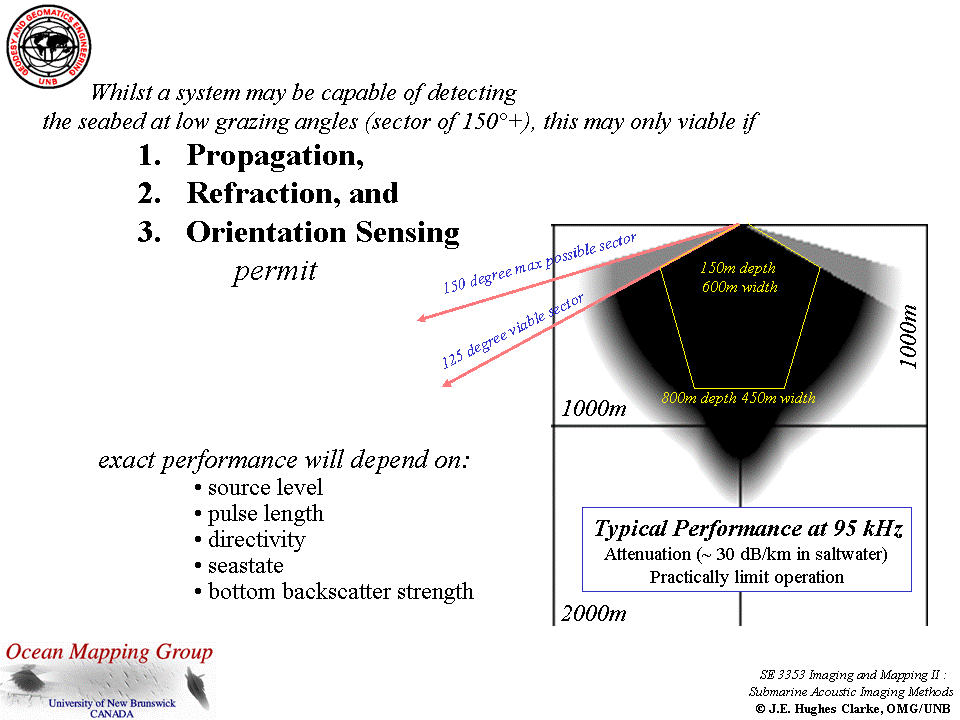 GEODESY AND GEOMATICS ENGINEERING
UNB
Whilst a system may be capable of detecting
the seabed at low grazing angles (sector of 150°+), this may only viable if
1. Propagation,
2. Refraction, and
3. Orientation Sensing
permit
150 degree max possible sector
125 degree viable sector
150m depth
600m width
800m depth 450m width
1000m
1000m
2000m
exact performance will depend on:
• source level
• pulse length
• directivity
• seastate
• bottom backscatter strength
Typical Performance at 95 kHz
Attenuation (~ 30 dB/km in saltwater)
Practically limit operation
Ocean Mapping Group
University of New Brunswick
CANADA
SE 3353 Imaging and Mapping II :
Submarine Acoustic Imaging Methods
© J.E. Hughes Clarke, OMG/UNB